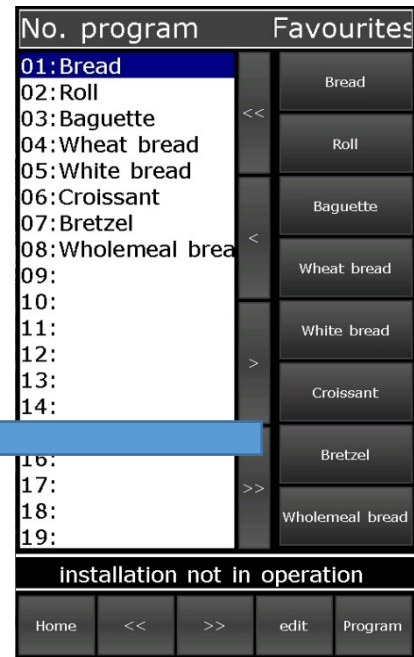 No. program
Favourites
01:Bread
02:Roll
03:Baguette
04:Wheat bread
05:White bread
06:Croissant
07:Bretzel
08:Wholemeal brea
09:
10:
11:
12:
13:
14:
16:
17:
18:
19:
<<
<
>
>>
Bread
Roll
Baguette
Wheat bread
White bread
Croissant
Bretzel
Wholemeal bread
installation not in operation
Home
<<
>>
edit
Program